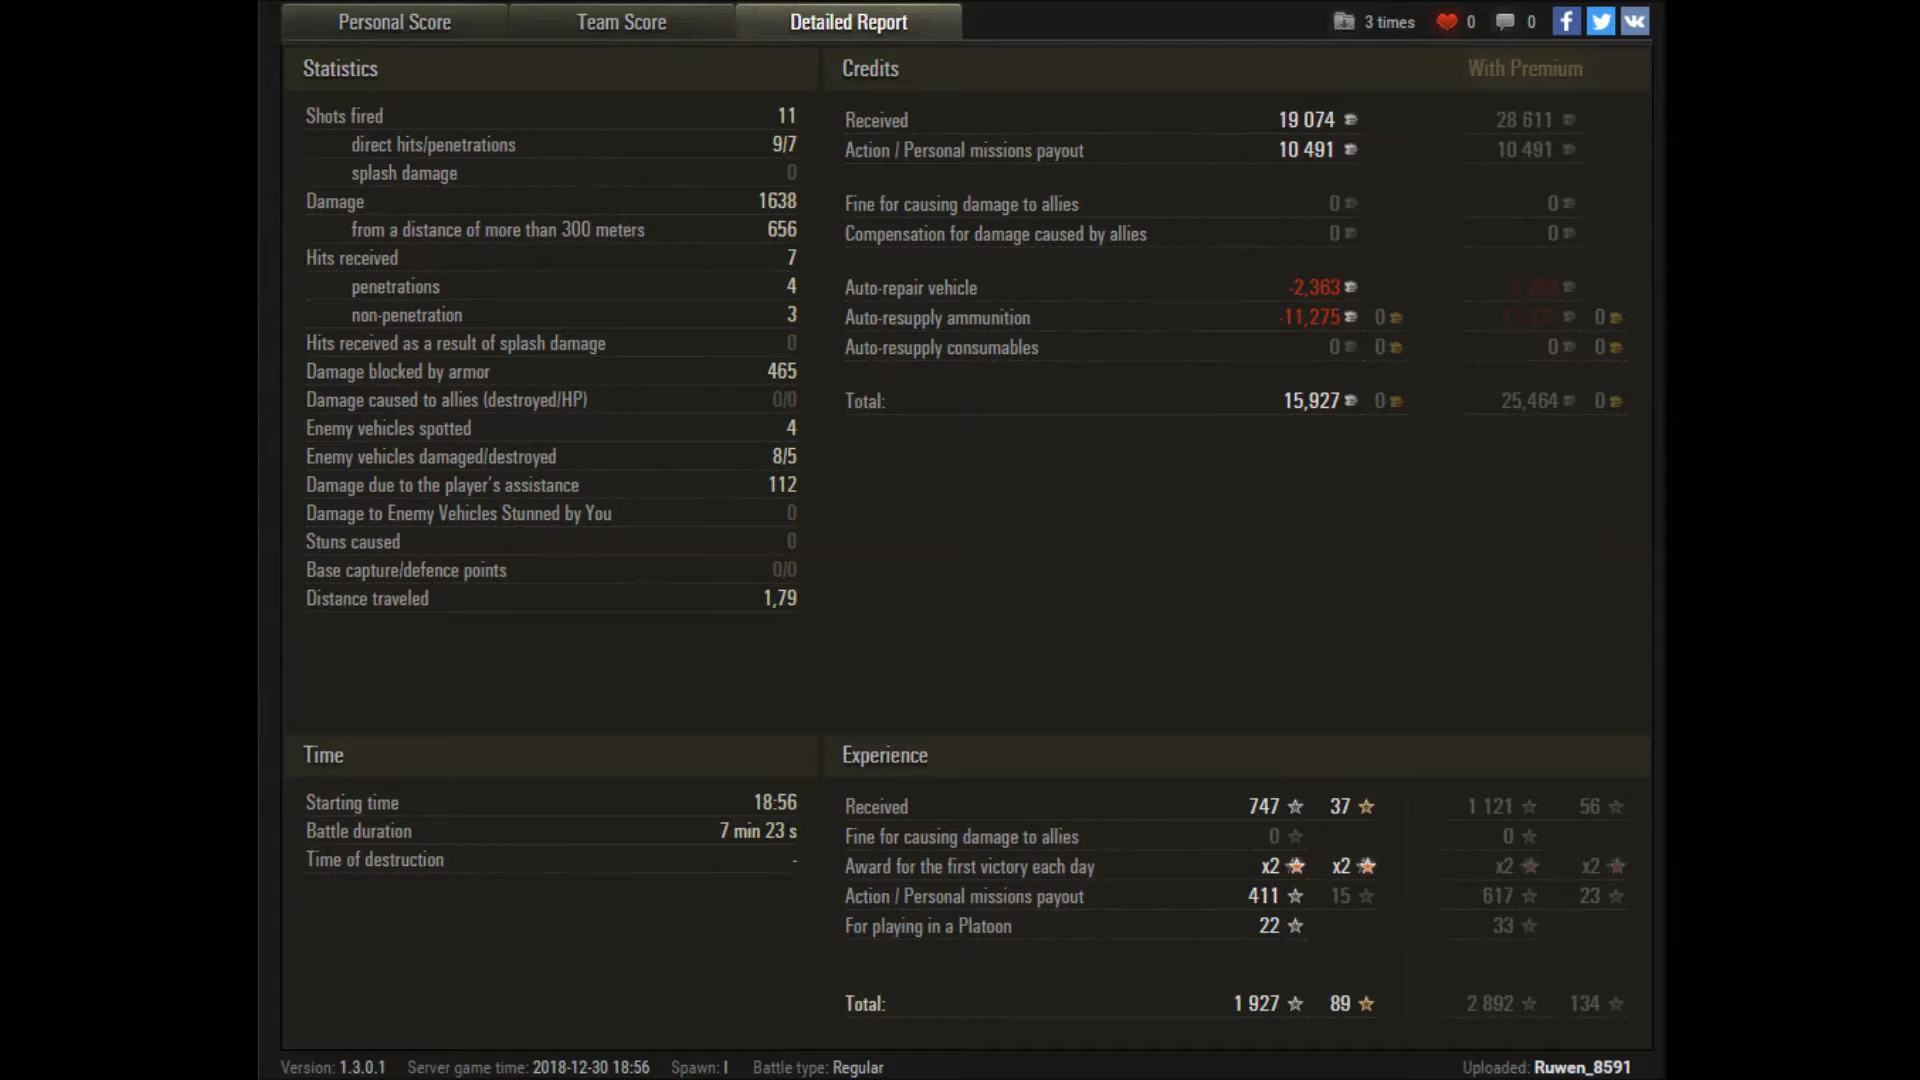 Personal Score Team Score Detailed Report 3 times 0 0
Statistics
Shots fired 11
direct hits/penetrations 9/7
splash damage 0
Damage 1638
from a distance of more than 300 meters 656
Hits received 7
penetrations 4
non-penetration 3
Hits received as a result of splash damage 0
Damage blocked by armor 465
Damage caused to allies (destroyed/HP) 0/0
Enemy vehicles spotted 4
Enemy vehicles damaged/destroyed 8/5
Damage due to the player's assistance 112
Damage to Enemy Vehicles Stunned by You 0
Stuns caused 0
Base capture/defence points 0/0
Distance traveled 1,79
Credits With Premium
Received 19 074 28 611
Action / Personal missions payout 10 491 10 491
Fine for causing damage to allies 0 0
Compensation for damage caused by allies 0 0
Auto-repair vehicle -2,363
Auto-resupply ammunition -11,275 0 0
Auto-resupply consumables 0 0 0 0
Total: 15,927 0 25,464 0
Time
Starting time 18:56
Battle duration 7 min 23 s
Time of destruction -
Experience
Received 747 37 1 121 56
Fine for causing damage to allies 0 0
Award for the first victory each day x2 x2 x2 x2
Action / Personal missions payout 411 15 617 23
For playing in a Platoon 22 33
Total: 1 927 89 2 892 134
Version: 1.3.0.1 Server game time: 2018-12-30 18:56 Spawn: I Battle type: Regular Uploaded: Ruwen_8591